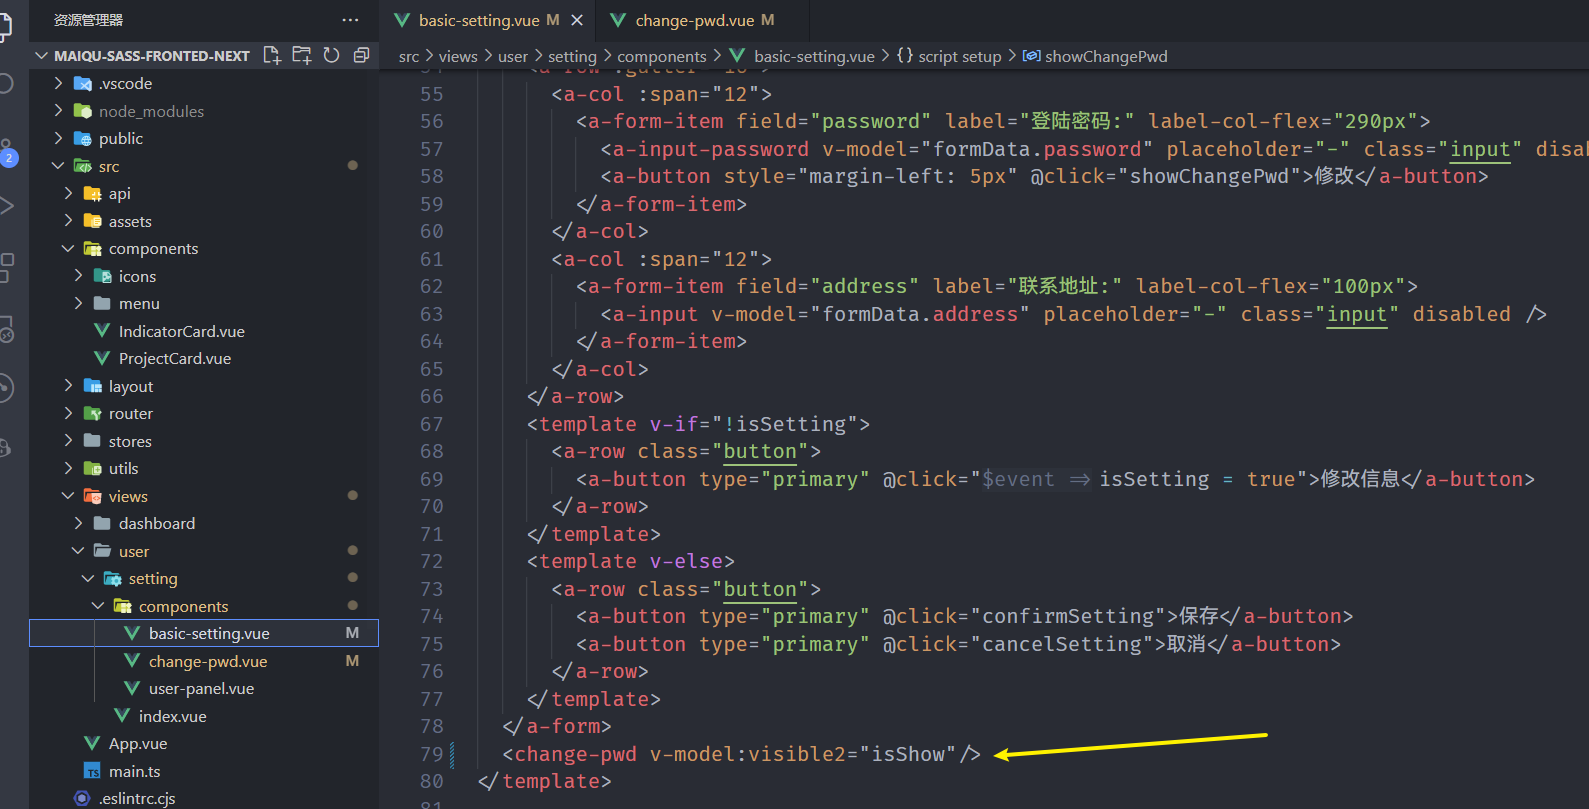 资源管理器
basic-setting.vue M
change-pwd.vue M
MAIQU-SASS-FRONTED-NEXT
src > views > user > setting > components > basic-setting.vue > {} script setup > showChangePwd
.vscode
node_modules
public
src
api
assets
components
icons
menu
IndicatorCard.vue
ProjectCard.vue
layout
router
stores
utils
views
dashboard
user
setting
components
basic-setting.vue M
change-pwd.vue M
user-panel.vue
index.vue
App.vue
TS main.ts
.eslintrc.cjs
2
55 <a-col :span="12">
56 <a-form-item field="password" label="登陆密码:" label-col-flex="290px">
57 <a-input-password v-model="formData.password" placeholder="-" class="input" disa
58 <a-button style="margin-left: 5px" @click="showChangePwd">修改</a-button>
59 </a-form-item>
60 </a-col>
61 <a-col :span="12">
62 <a-form-item field="address" label="联系地址:" label-col-flex="100px">
63 <a-input v-model="formData.address" placeholder="-" class="input" disabled />
64 </a-form-item>
65 </a-col>
66 </a-row>
67 <template v-if="!isSetting">
68 <a-row class="button">
69 <a-button type="primary" @click="$event => isSetting = true">修改信息</a-button>
70 </a-row>
71 </template>
72 <template v-else>
73 <a-row class="button">
74 <a-button type="primary" @click="confirmSetting">保存</a-button>
75 <a-button type="primary" @click="cancelSetting">取消</a-button>
76 </a-row>
77 </template>
78 </a-form>
79 <change-pwd v-model:visible2="isShow"/>
80 </template>
81